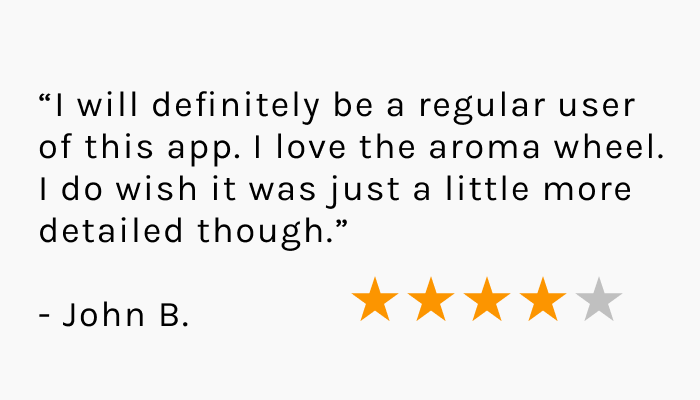 “I will definitely be a regular user
of this app. I love the aroma wheel.
I do wish it was just a little more
detailed though.”
- John B.